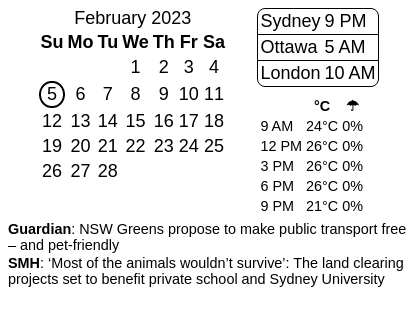 February 2023
Su Mo Tu We Th Fr Sa
1 2 3 4
5 6 7 8 9 10 11
12 13 14 15 16 17 18
19 20 21 22 23 24 25
26 27 28
Sydney 9 PM
Ottawa 5 AM
London 10 AM
°C ☂
9 AM 24°C 0%
12 PM 26°C 0%
3 PM 26°C 0%
6 PM 26°C 0%
9 PM 21°C 0%
Guardian: NSW Greens propose to make public transport free
– and pet-friendly
SMH: ‘Most of the animals wouldn’t survive’: The land clearing
projects set to benefit private school and Sydney University